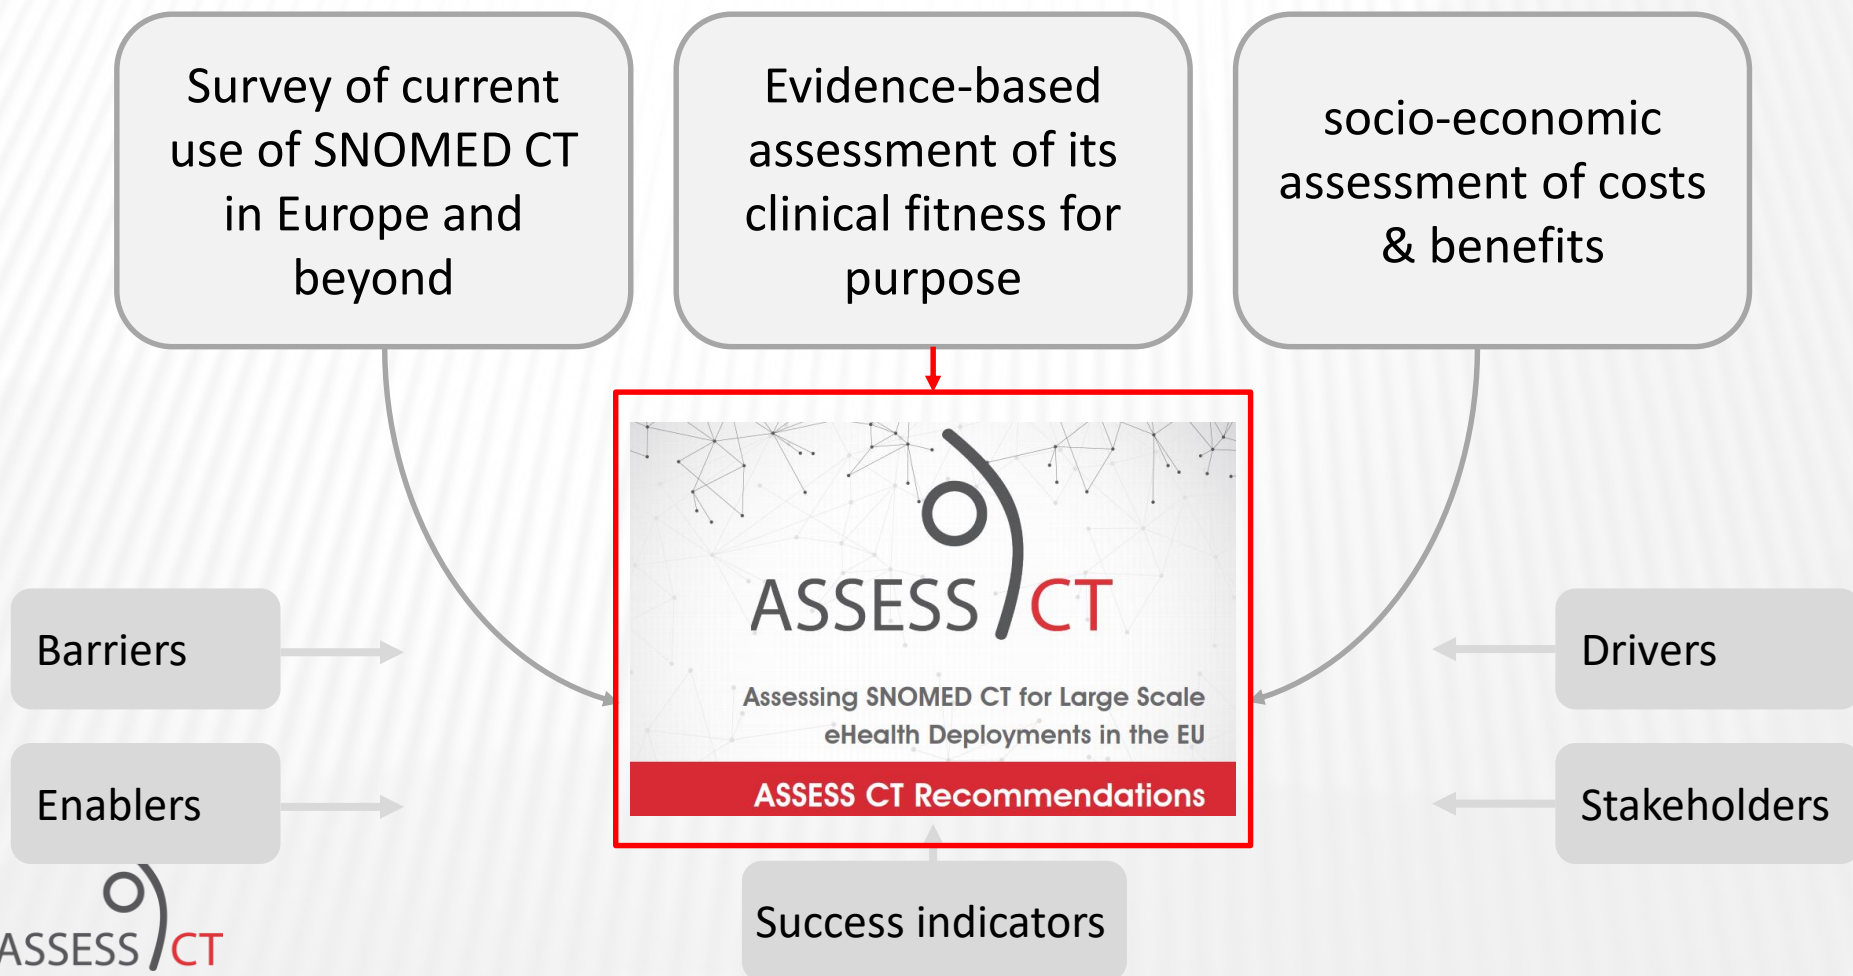 Survey of current
use of SNOMED CT
in Europe and
beyond
Evidence-based
assessment of its
clinical fitness for
purpose
socio-economic
assessment of costs
& benefits
ASSESS CT
Assessing SNOMED CT for Large Scale
eHealth Deployments in the EU
ASSESS CT Recommendations
Barriers
Enablers
Drivers
Stakeholders
Success indicators
ASSESS CT